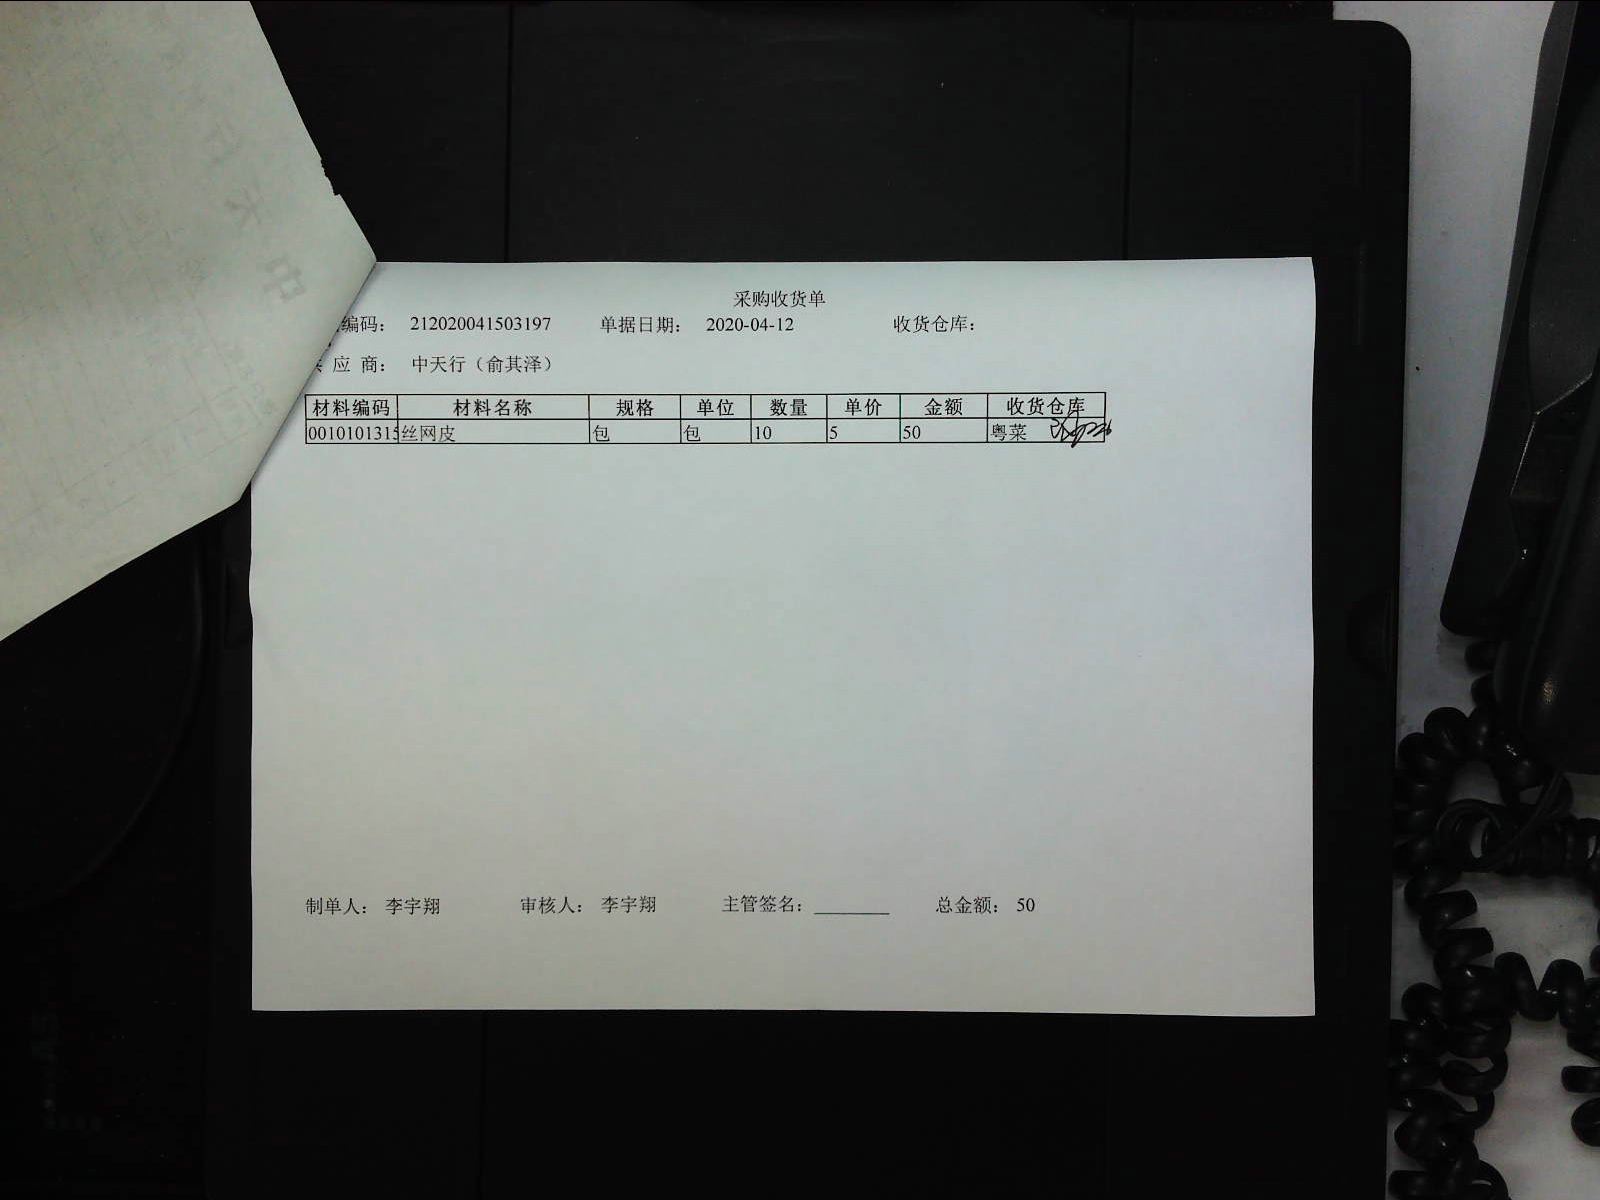 采购收货单
编码： 212020041503197 单据日期： 2020-04-12 收货仓库：
应 商： 中天行（俞其泽）
材料编码 材料名称 规格 单位 数量 单价 金额 收货仓库
0010101315 丝网皮 包 包 10 5 50 粤菜
制单人： 李宇翔 审核人： 李宇翔 主管签名： 总金额： 50